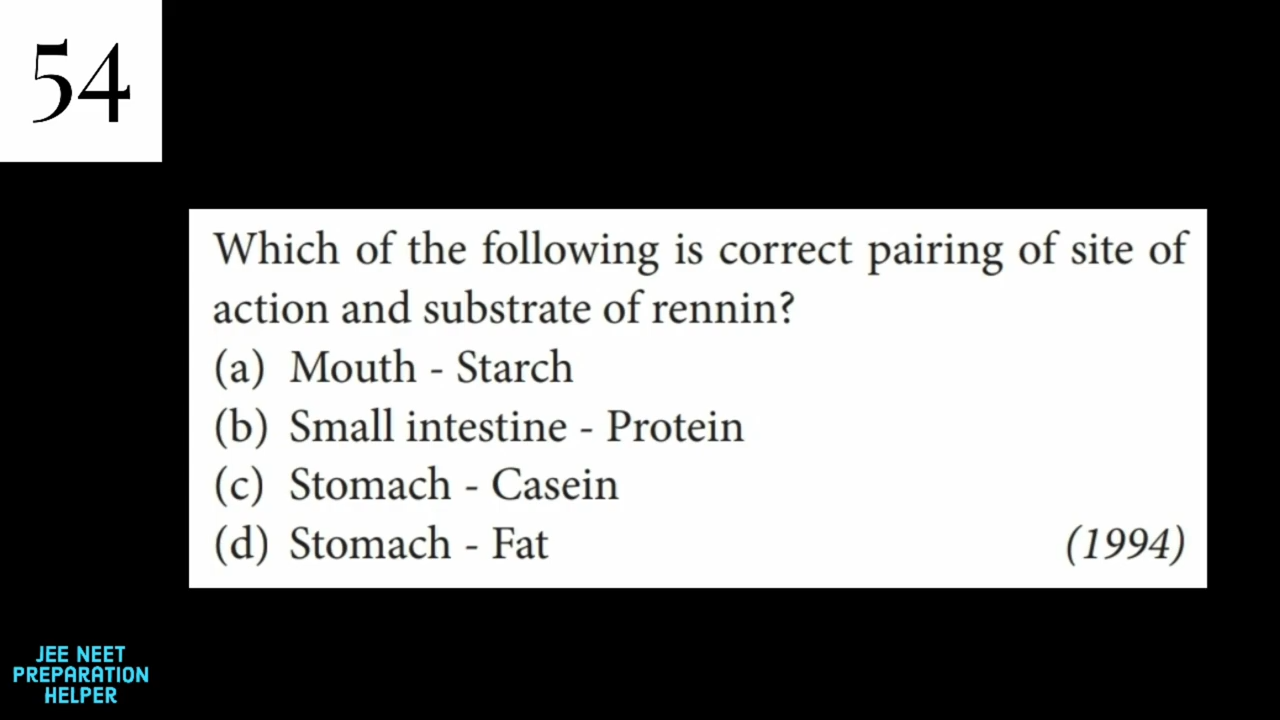 54
Which of the following is correct pairing of site of
action and substrate of rennin?
(a) Mouth - Starch
(b) Small intestine - Protein
(c) Stomach - Casein
(d) Stomach - Fat (1994)
JEE NEET
PREPARATION
HELPER